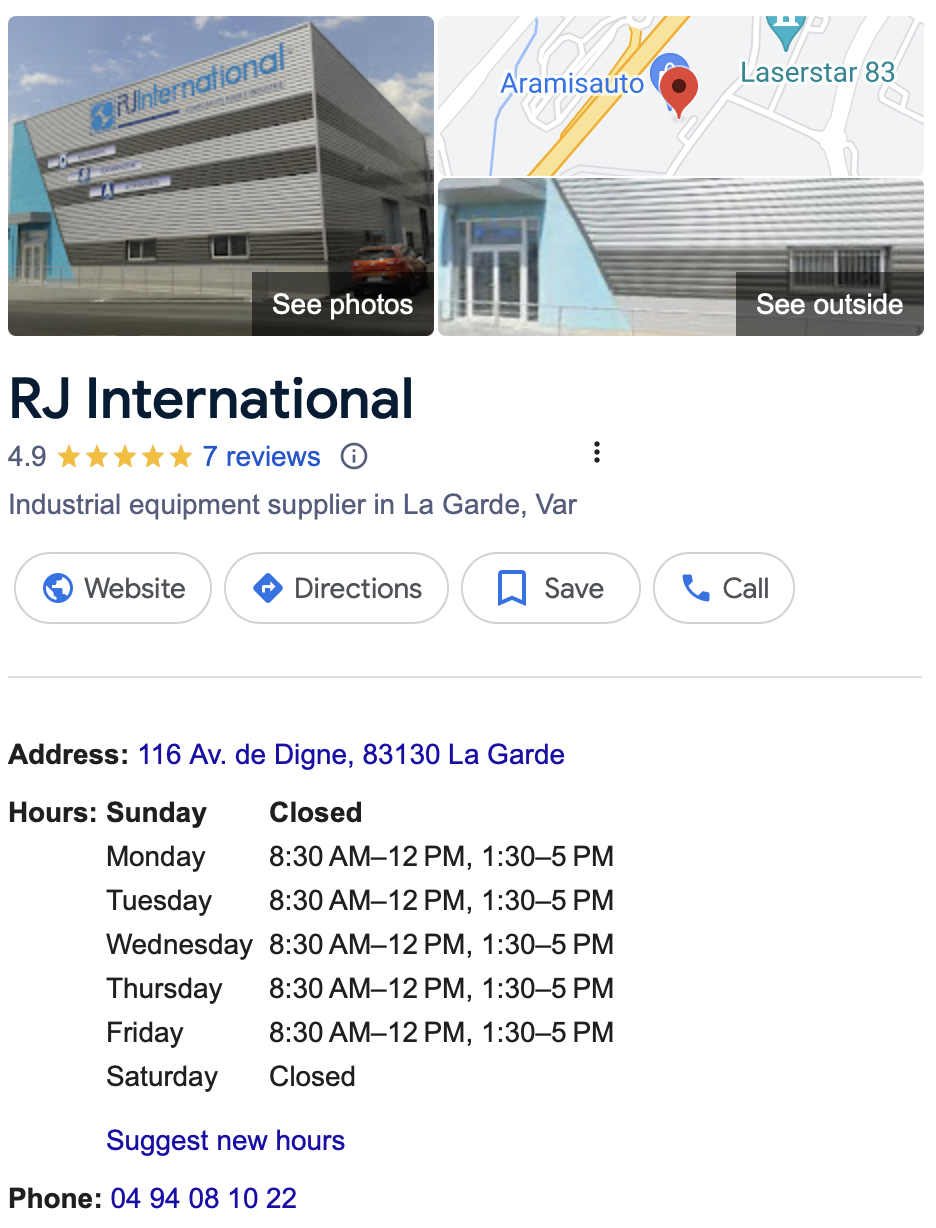 RJInternational
See photos
Aramisauto
Laserstar 83
See outside
RJ International
4.9 7 reviews
Industrial equipment supplier in La Garde, Var
Website Directions Save Call
Address: 116 Av. de Digne, 83130 La Garde
Hours: Sunday Closed
Monday 8:30 AM–12 PM, 1:30–5 PM
Tuesday 8:30 AM–12 PM, 1:30–5 PM
Wednesday 8:30 AM–12 PM, 1:30–5 PM
Thursday 8:30 AM–12 PM, 1:30–5 PM
Friday 8:30 AM–12 PM, 1:30–5 PM
Saturday Closed
Suggest new hours
Phone: 04 94 08 10 22